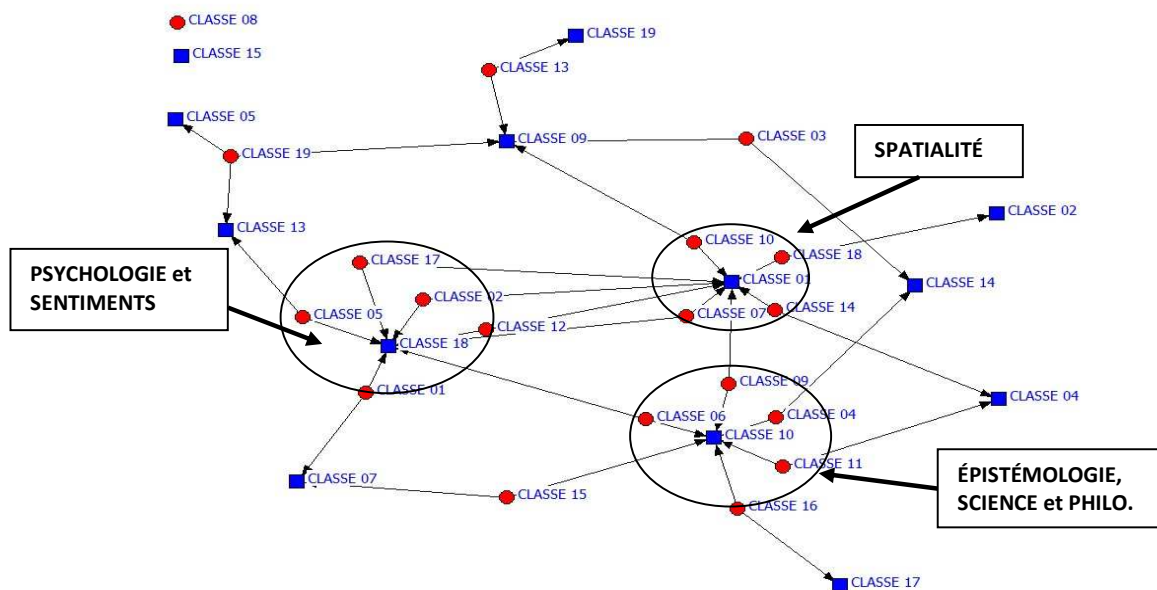 CLASSE 08
CLASSE 15
CLASSE 19
CLASSE 13
CLASSE 05
CLASSE 19
CLASSE 09
CLASSE 03
SPATIALITÉ
CLASSE 13
CLASSE 02
CLASSE 10
CLASSE 18
CLASSE 17
CLASSE 01
CLASSE 14
PSYCHOLOGIE et
SENTIMENTS
CLASSE 02
CLASSE 05
CLASSE 12
CLASSE 07
CLASSE 14
CLASSE 18
CLASSE 01
CLASSE 09
CLASSE 04
CLASSE 06
CLASSE 04
CLASSE 10
CLASSE 11
CLASSE 07
CLASSE 15
CLASSE 16
ÉPISTÉMOLOGIE,
SCIENCE et PHILO.
CLASSE 17